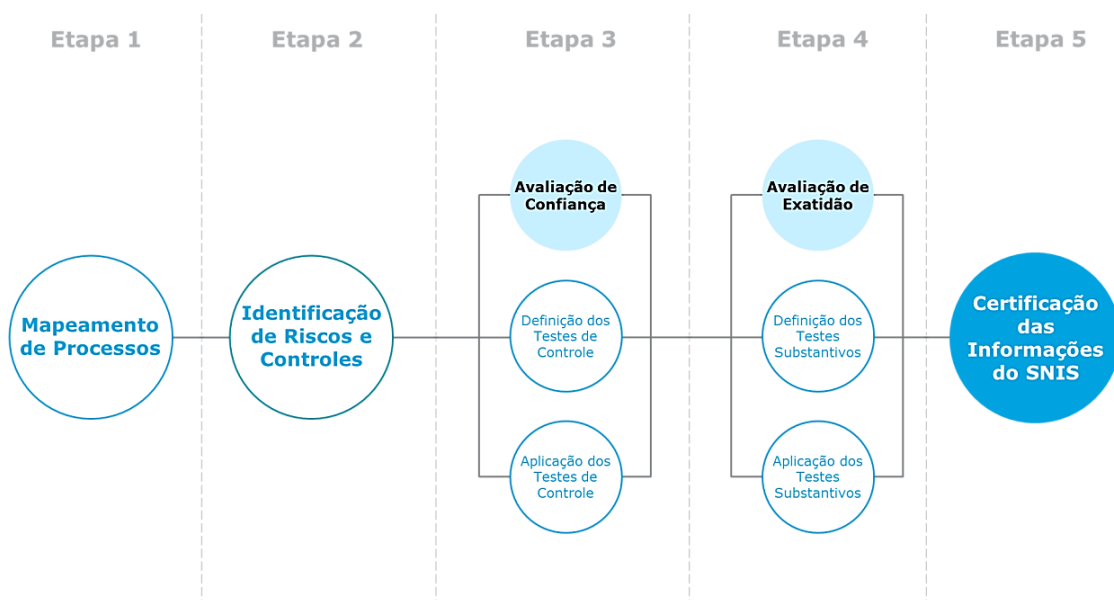 Etapa 1
Etapa 2
Etapa 3
Etapa 4
Etapa 5
Mapeamento
de Processos
Identificação
de Riscos e
Controles
Avaliação de
Confiança
Definição dos
Testes de
Controle
Aplicação dos
Testes de
Controle
Avaliação de
Exatidão
Definição dos
Testes
Substantivos
Aplicação dos
Testes
Substantivos
Certificação
das
Informações
do SNIS